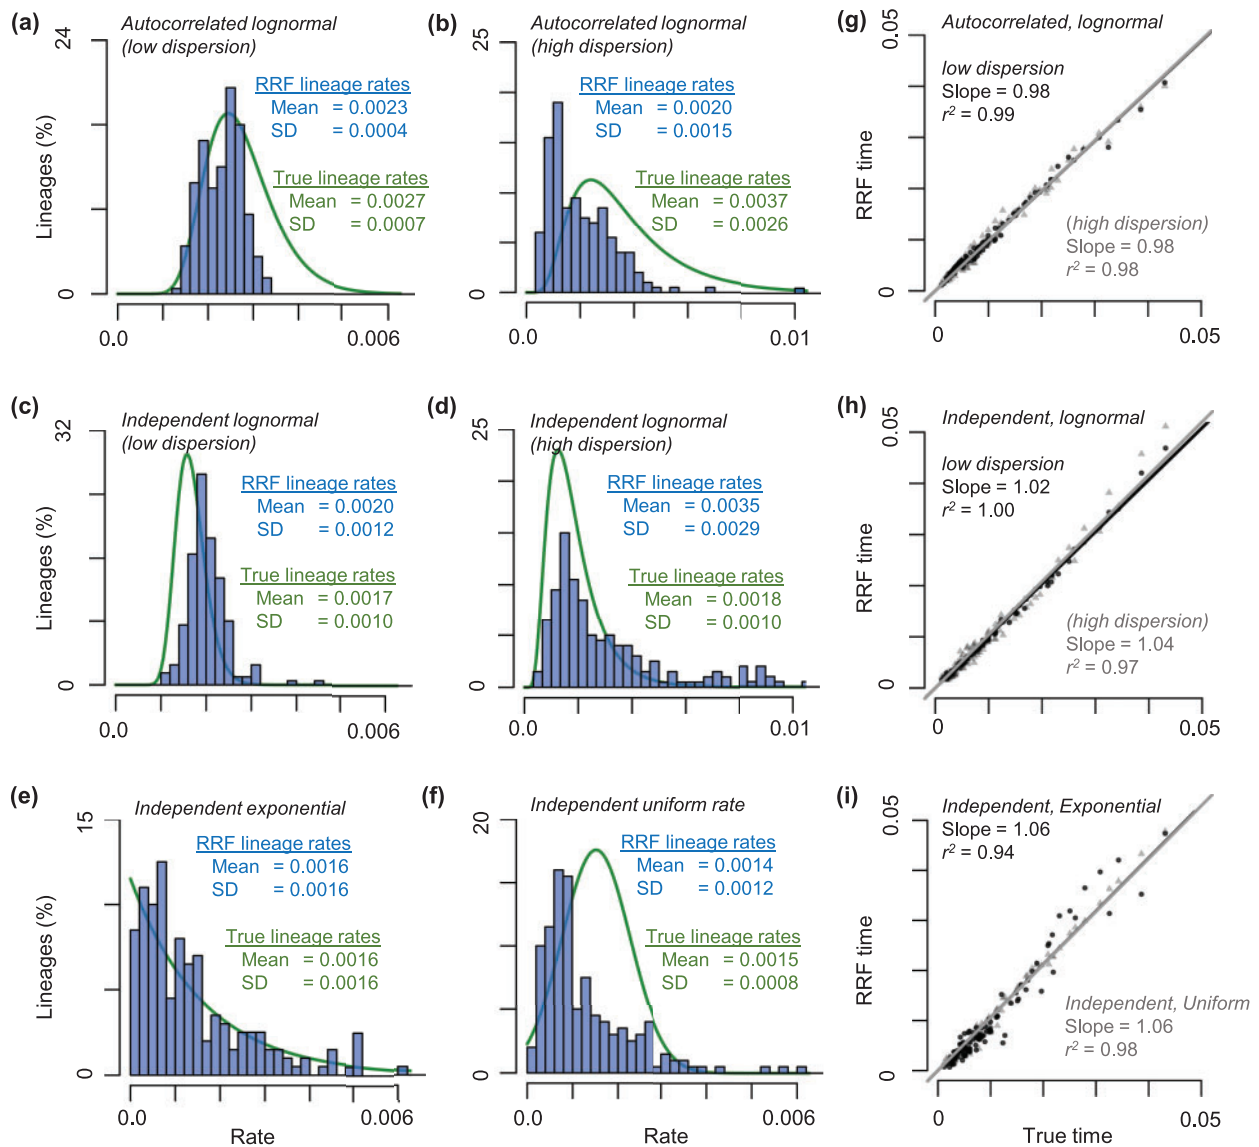 (a)
Autocorrelated lognormal
(low dispersion)
24
Lineages (%)
0
RRF lineage rates
Mean = 0.0023
SD = 0.0004
True lineage rates
Mean = 0.0027
SD = 0.0007
0.0
0.006
(b)
Autocorrelated lognormal
(high dispersion)
25
0
RRF lineage rates
Mean = 0.0020
SD = 0.0015
True lineage rates
Mean = 0.0037
SD = 0.0026
0.0
0.01
(g)
Autocorrelated, lognormal
0.05
RRF time
0
low dispersion
Slope = 0.98
r² = 0.99
(high dispersion)
Slope = 0.98
r² = 0.98
0
0.05
(c)
Independent lognormal
(low dispersion)
32
Lineages (%)
0
RRF lineage rates
Mean = 0.0020
SD = 0.0012
True lineage rates
Mean = 0.0017
SD = 0.0010
0.0
0.006
(d)
Independent lognormal
(high dispersion)
25
0
RRF lineage rates
Mean = 0.0035
SD = 0.0029
True lineage rates
Mean = 0.0018
SD = 0.0010
0.0
0.01
(h)
Independent, lognormal
0.05
RRF time
0
low dispersion
Slope = 1.02
r² = 1.00
(high dispersion)
Slope = 1.04
r² = 0.97
0
0.05
(e)
Independent exponential
15
Lineages (%)
0
RRF lineage rates
Mean = 0.0016
SD = 0.0016
True lineage rates
Mean = 0.0016
SD = 0.0016
0.0
0.006
Rate
(f)
Independent uniform rate
20
0
RRF lineage rates
Mean = 0.0014
SD = 0.0012
True lineage rates
Mean = 0.0015
SD = 0.0008
0.0
0.006
Rate
(i)
Independent, Exponential
Slope = 1.06
r² = 0.94
0.05
RRF time
0
Independent, Uniform
Slope = 1.06
r² = 0.98
0
0.05
True time